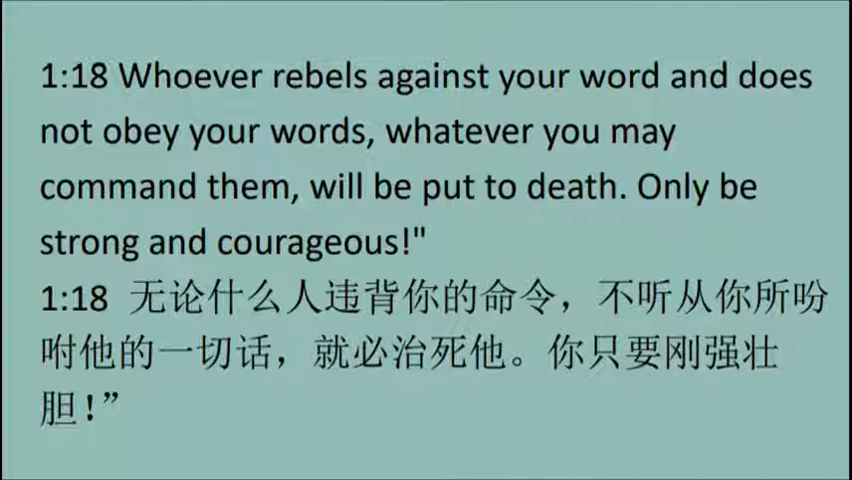 1:18 Whoever rebels against your word and does
not obey your words, whatever you may
command them, will be put to death. Only be
strong and courageous!"
1:18 无论什么人违背你的命令，不听从你所吩
咐他的一切话，就必治死他。你只要刚强壮
胆！”